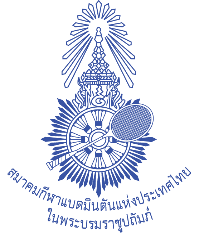 สมาคมกีฬาแบดมินตันแห่งประเทศไทย
ในพระบรมราชูปถัมภ์